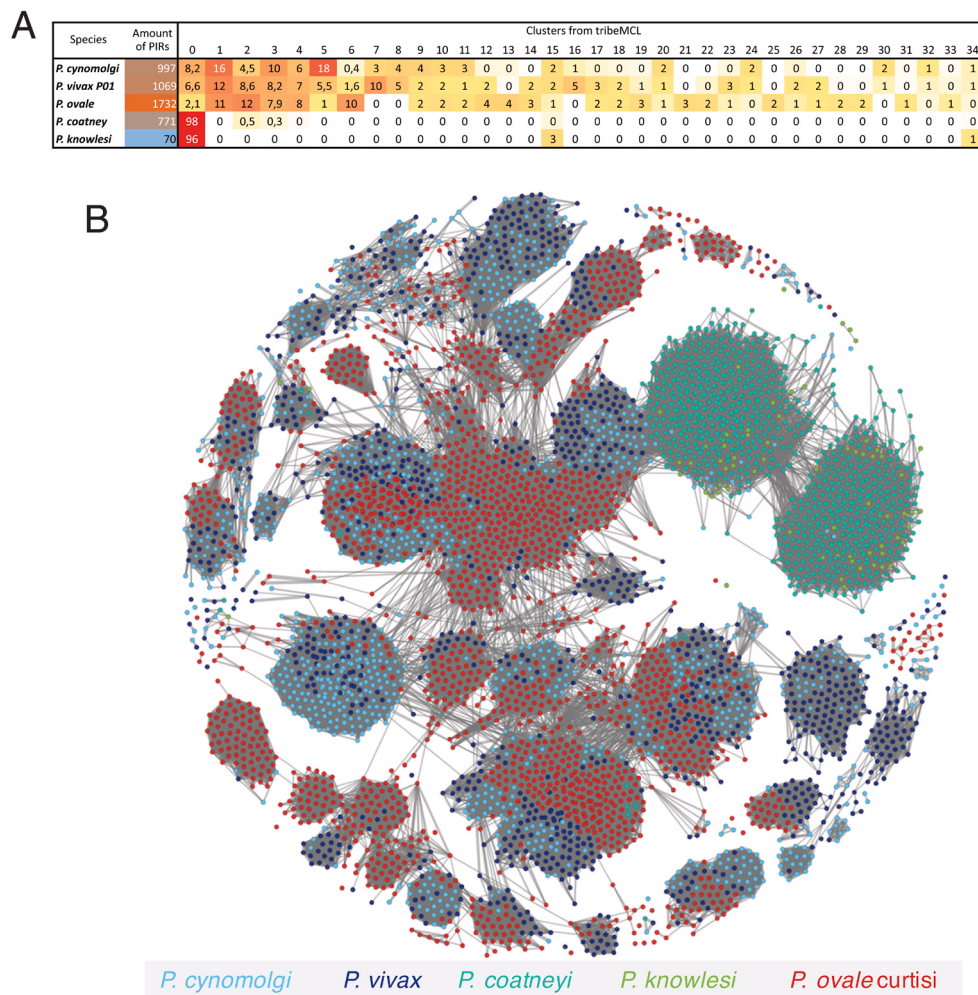 A
Species Amount of PIRs Clusters from tribeMCL
0 1 2 3 4 5 6 7 8 9 10 11 12 13 14 15 16 17 18 19 20 21 22 23 24 25 26 27 28 29 30 31 32 33 34
P. cynomolgi 997 8,2 16 4,5 10 6 18 0,4 3 4 4 3 3 0 0 0 2 1 0 0 0 2 0 0 0 2 0 0 0 0 0 2 0 1 0 1
P. vivax P01 1069 6,6 12 8,6 8,2 7 5,5 1,6 10 5 2 2 1 2 1 2 2 5 3 2 2 0 0 0 3 1 0 2 2 0 0 0 0 1 0 1
P. ovale 1732 2,1 11 12 7,9 8 1 10 0 0 2 2 2 4 4 3 0 0 2 2 2 1 3 2 2 1 0 2 1 2 2 0 1 0 1 0
P. coatney 771 98 0 0,5 0,3 0 0 0 0 0 0 0 0 0 0 0 0 0 0 0 0 0 0 0 0 0 0 0 0 0 0 0 0 0 0 0
P. knowlesi 70 96 0 0 0 0 0 0 0 0 0 0 0 0 0 0 3 0 0 0 0 0 0 0 0 0 0 0 0 0 0 0 0 0 0 1
B
P. cynomolgi P. vivax P. coatneyi P. knowlesi P. ovale curtisi